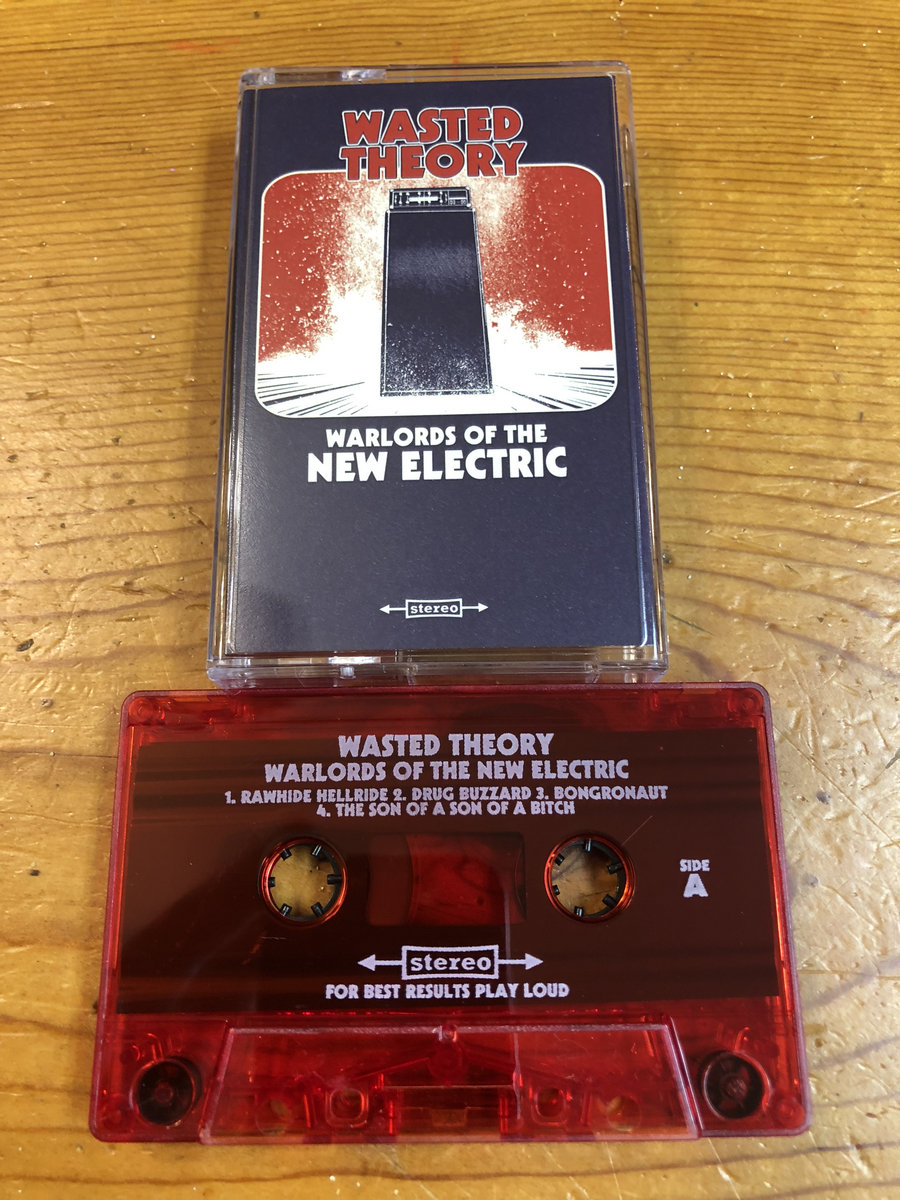 WASTED
THEORY
WARLORDS OF THE
NEW ELECTRIC
stereo
WASTED THEORY
WARLORDS OF THE NEW ELECTRIC
1. RAWHIDE HELLRIDE 2. DRUG BUZZARD 3. BONGRONAUT
4. THE SON OF A SON OF A BITCH
SIDE
A
stereo
FOR BEST RESULTS PLAY LOUD